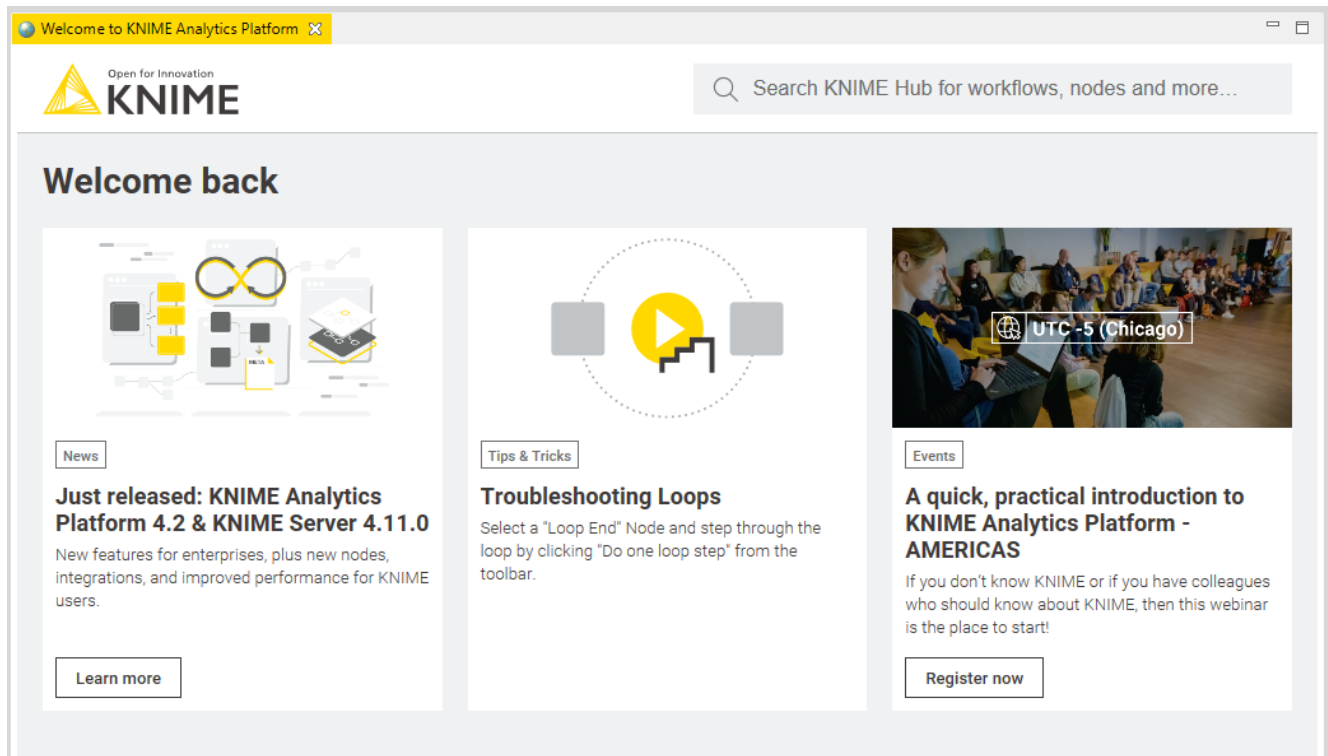 Welcome to KNIME Analytics Platform
Open for Innovation
KNIME
Search KNIME Hub for workflows, nodes and more...
Welcome back
META
UTC -5 (Chicago)
News
Just released: KNIME Analytics
Platform 4.2 & KNIME Server 4.11.0
New features for enterprises, plus new nodes,
integrations, and improved performance for KNIME
users.
Learn more
Tips & Tricks
Troubleshooting Loops
Select a "Loop End" Node and step through the
loop by clicking "Do one loop step" from the
toolbar.
Events
A quick, practical introduction to
KNIME Analytics Platform -
AMERICAS
If you don't know KNIME or if you have colleagues
who should know about KNIME, then this webinar
is the place to start!
Register now